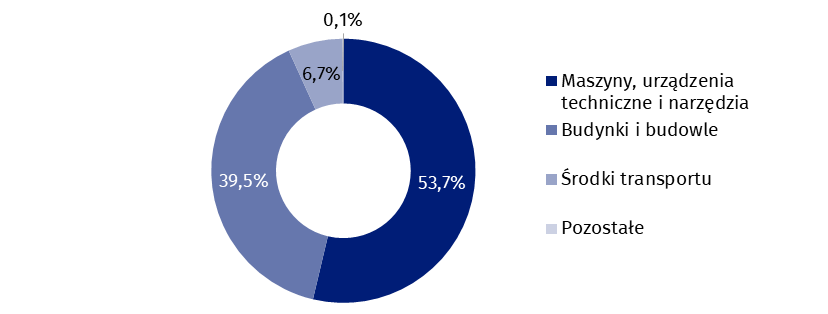 0,1%
6,7%
39,5%
53,7%
Maszyny, urządzenia
techniczne i narzędzia
Budynki i budowle
Środki transportu
Pozostałe